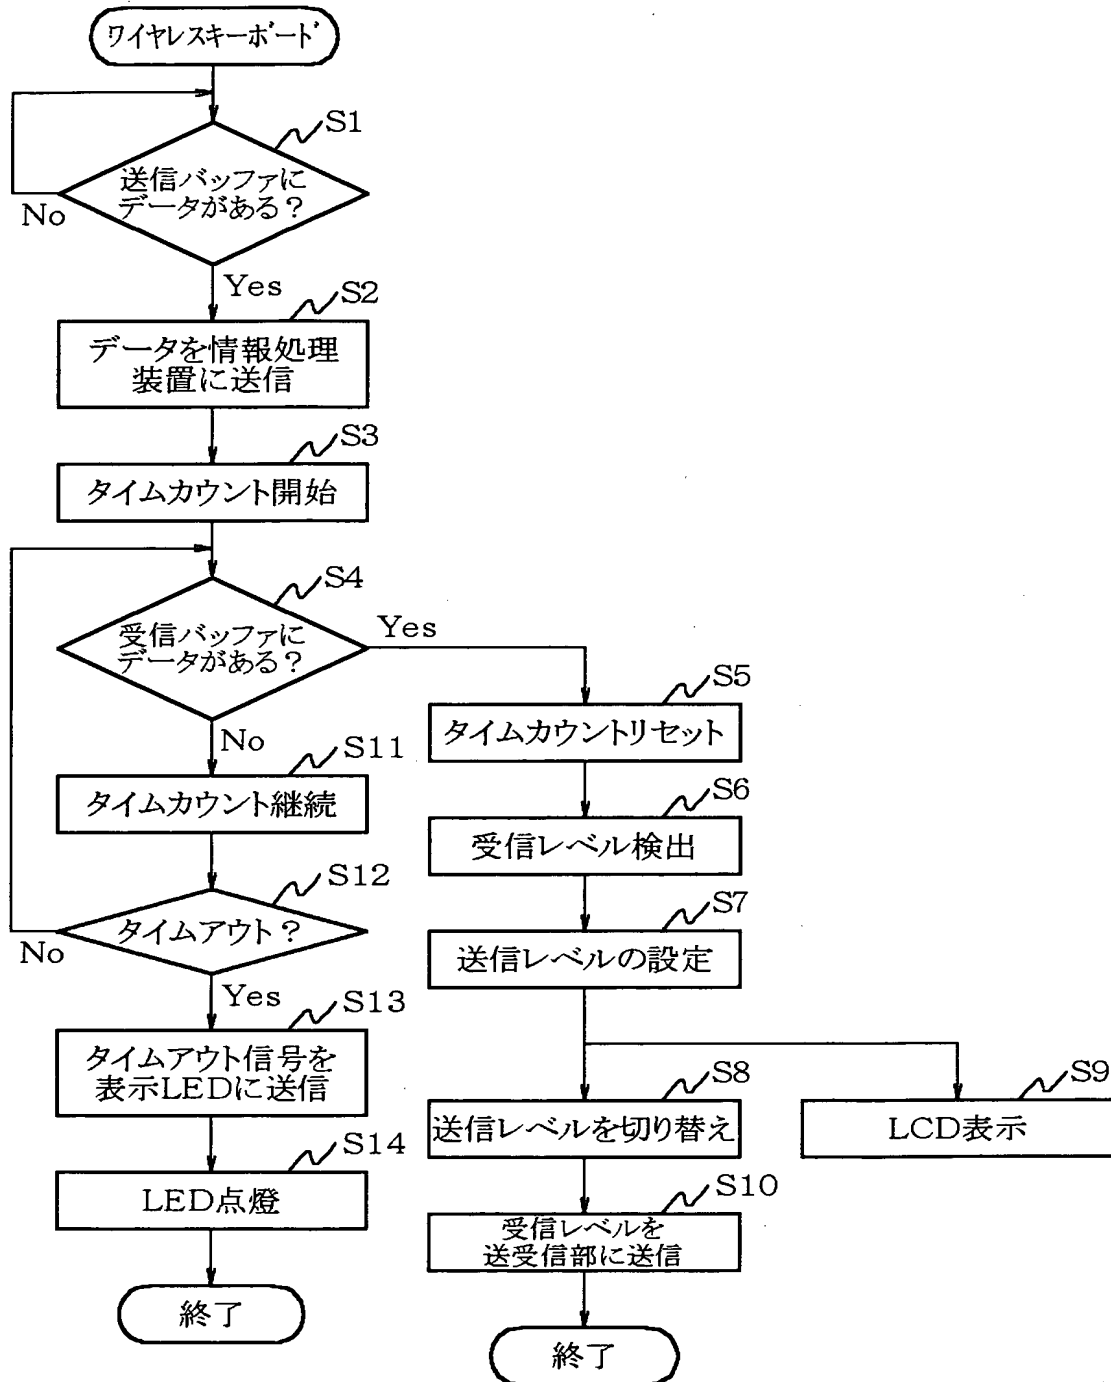 ワイヤレスキーボード
S1
送信バッファに
データがある？
No
Yes
S2
データを情報処理
装置に送信
S3
タイムカウント開始
S4
受信バッファに
データがある？
Yes
No
S5
タイムカウントリセット
S11
タイムカウント継続
S6
受信レベル検出
S12
タイムアウト？
No
Yes
S7
送信レベルの設定
S13
タイムアウト信号を
表示LEDに送信
S8
送信レベルを切り替え
S9
LCD表示
S14
LED点燈
S10
受信レベルを
送受信部に送信
終了
終了